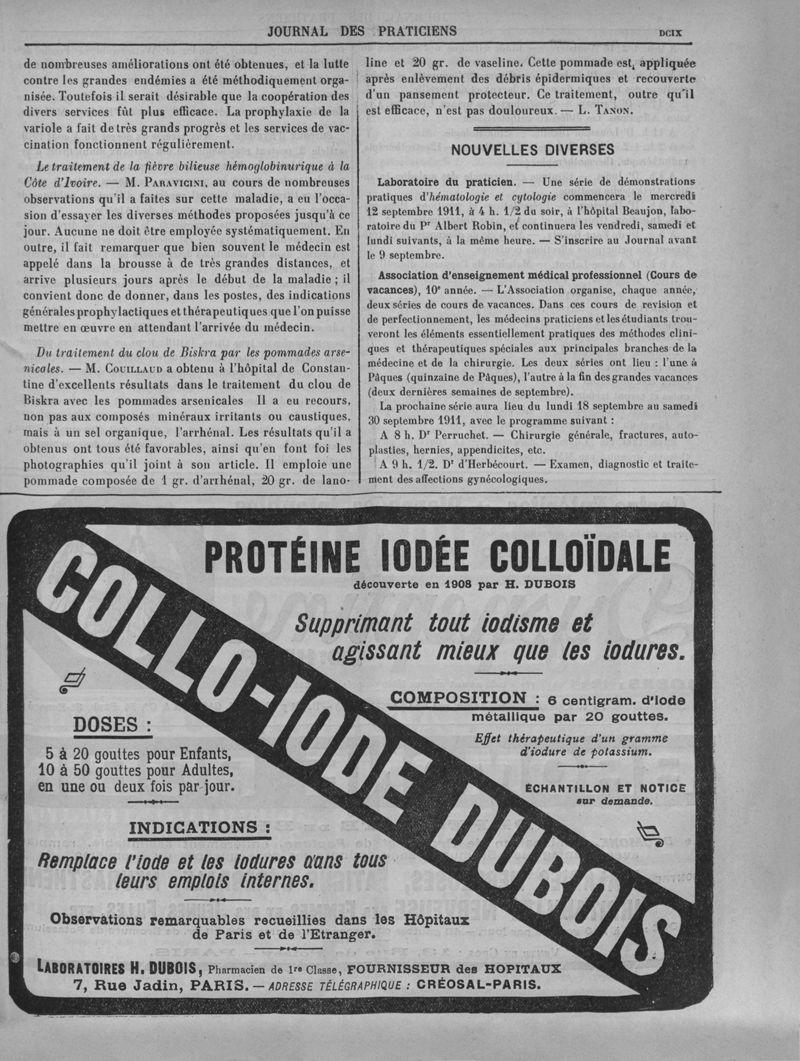 JOURNAL DES PRATICIENS
DCIX
de nombreuses améliorations ont été obtenues, et la lutte
contre les grandes endémies a été méthodiquement orga-
nisée. Toutefois il serait désirable que la coopération des
divers services fût plus efficace. La prophylaxie de la
variole a fait de très grands progrès et les services de vac-
cination fonctionnent régulièrement.
Le traitement de la fièvre bilieuse hémoglobinurique à la
Côte d'Ivoire. — M. PARAVICINI, au cours de nombreuses
observations qu'il a faites sur cette maladie, a eu l'occa-
sion d'essayer les diverses méthodes proposées jusqu'à ce
jour. Aucune ne doit être employée systématiquement. En
outre, il fait remarquer que bien souvent le médecin est
appelé dans la brousse à de très grandes distances, et
arrive plusieurs jours après le début de la maladie ; il
convient donc de donner, dans les postes, des indications
générales prophylactiques et thérapeutiques que l'on puisse
mettre en œuvre en attendant l'arrivée du médecin.
Du traitement du clou de Biskra par les pommades arse-
nicales. — M. COUILLAUD a obtenu à l'hôpital de Constan-
tine d'excellents résultats dans le traitement du clou de
Biskra avec les pommades arsenicales Il a eu recours,
non pas aux composés minéraux irritants ou caustiques,
mais à un sel organique, l'arrhénal. Les résultats qu'il a
obtenus ont tous été favorables, ainsi qu'en font foi les
photographies qu'il joint à son article. Il emploie une
pommade composée de 1 gr. d'arrhénal, 20 gr. de lano-
line et 20 gr. de vaseline. Cette pommade est appliquée
après enlèvement des débris épidermiques et recouverte
d'un pansement protecteur. Ce traitement, outre qu'il
est efficace, n'est pas douloureux. — L. TANON.
NOUVELLES DIVERSES
Laboratoire du praticien. — Une série de démonstrations
pratiques d'hématologie et cytologie commencera le mercredi
12 septembre 1911, à 4 h. 1/2 du soir, à l'hôpital Beaujon, labo-
ratoire du Pr Albert Robin, et continuera les vendredi, samedi et
lundi suivants, à la même heure. — S'inscrire au Journal avant
le 9 septembre.
Association d'enseignement médical professionnel (Cours de
vacances), 10e année. — L'Association organise, chaque année,
deux séries de cours de vacances. Dans ces cours de revision et
de perfectionnement, les médecins praticiens et les étudiants trou-
veront les éléments essentiellement pratiques des méthodes clini-
ques et thérapeutiques spéciales aux principales branches de la
médecine et de la chirurgie. Les deux séries ont lieu : l'une à
Pâques (quinzaine de Pâques), l'autre à la fin des grandes vacances
(deux dernières semaines de septembre).
La prochaine série aura lieu du lundi 18 septembre au samedi
30 septembre 1911, avec le programme suivant :
A 8 h. Dr Perruchet. — Chirurgie générale, fractures, auto-
plasties, hernies, appendicites, etc.
A 9 h. 1/2. Dr d'Herbécourt. — Examen, diagnostic et traite-
ment des affections gynécologiques.
PROTÉINE IODÉE COLLOÏDALE
découverte en 1908 par H. DUBOIS
Supprimant tout iodisme et
agissant mieux que les iodures.
COLLO-IODE DUBOIS
COMPOSITION : 6 centigram. d'Iode
métallique par 20 gouttes.
Effet thérapeutique d'un gramme
d'iodure de potassium.
ÉCHANTILLON ET NOTICE
sur demande.
DOSES :
5 à 20 gouttes pour Enfants,
10 à 50 gouttes pour Adultes,
en une ou deux fois par jour.
INDICATIONS :
Remplace l'iode et les iodures dans tous
leurs emplois internes.
Observations remarquables recueillies dans les Hôpitaux
de Paris et de l'Etranger.
LABORATOIRES H. DUBOIS, Pharmacien de 1re Classe, FOURNISSEUR des HOPITAUX
7, Rue Jadin, PARIS. — ADRESSE TÉLÉGRAPHIQUE : CRÉOSAL-PARIS.